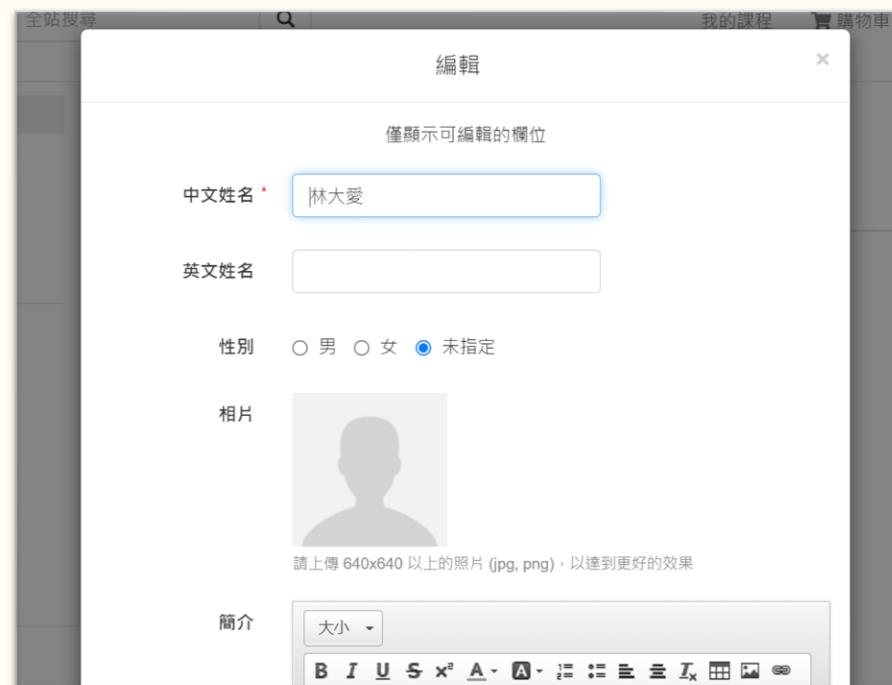 全站搜尋
我的課程 購物車
編輯 ×
僅顯示可編輯的欄位
中文姓名 * 林大愛
英文姓名
性別 男 女 未指定
相片
請上傳 640x640 以上的照片 (jpg, png)，以達到更好的效果
簡介
大小
B I U S x² A A Tx